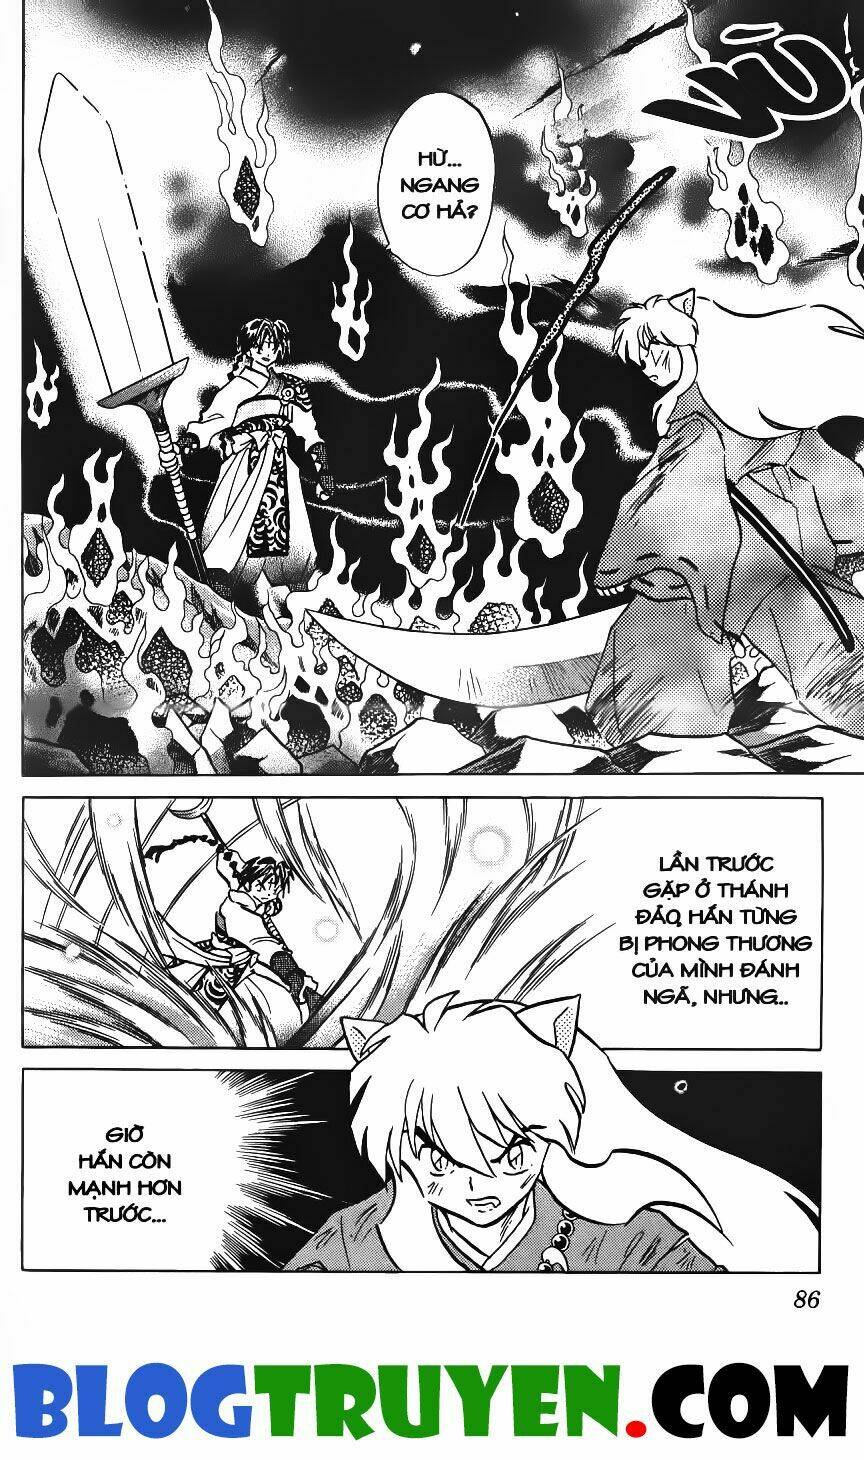 VÙ
HỪ...
NGANG
CƠ HẢ?
LẦN TRƯỚC
GẶP Ở THÁNH
ĐẢO, HẮN TỪNG
BỊ PHONG THƯƠNG
CỦA MÌNH ĐÁNH
NGÃ, NHƯNG...
GIỜ
HẮN CÒN
MẠNH HƠN
TRƯỚC...
86
BLOGTRUYEN.COM